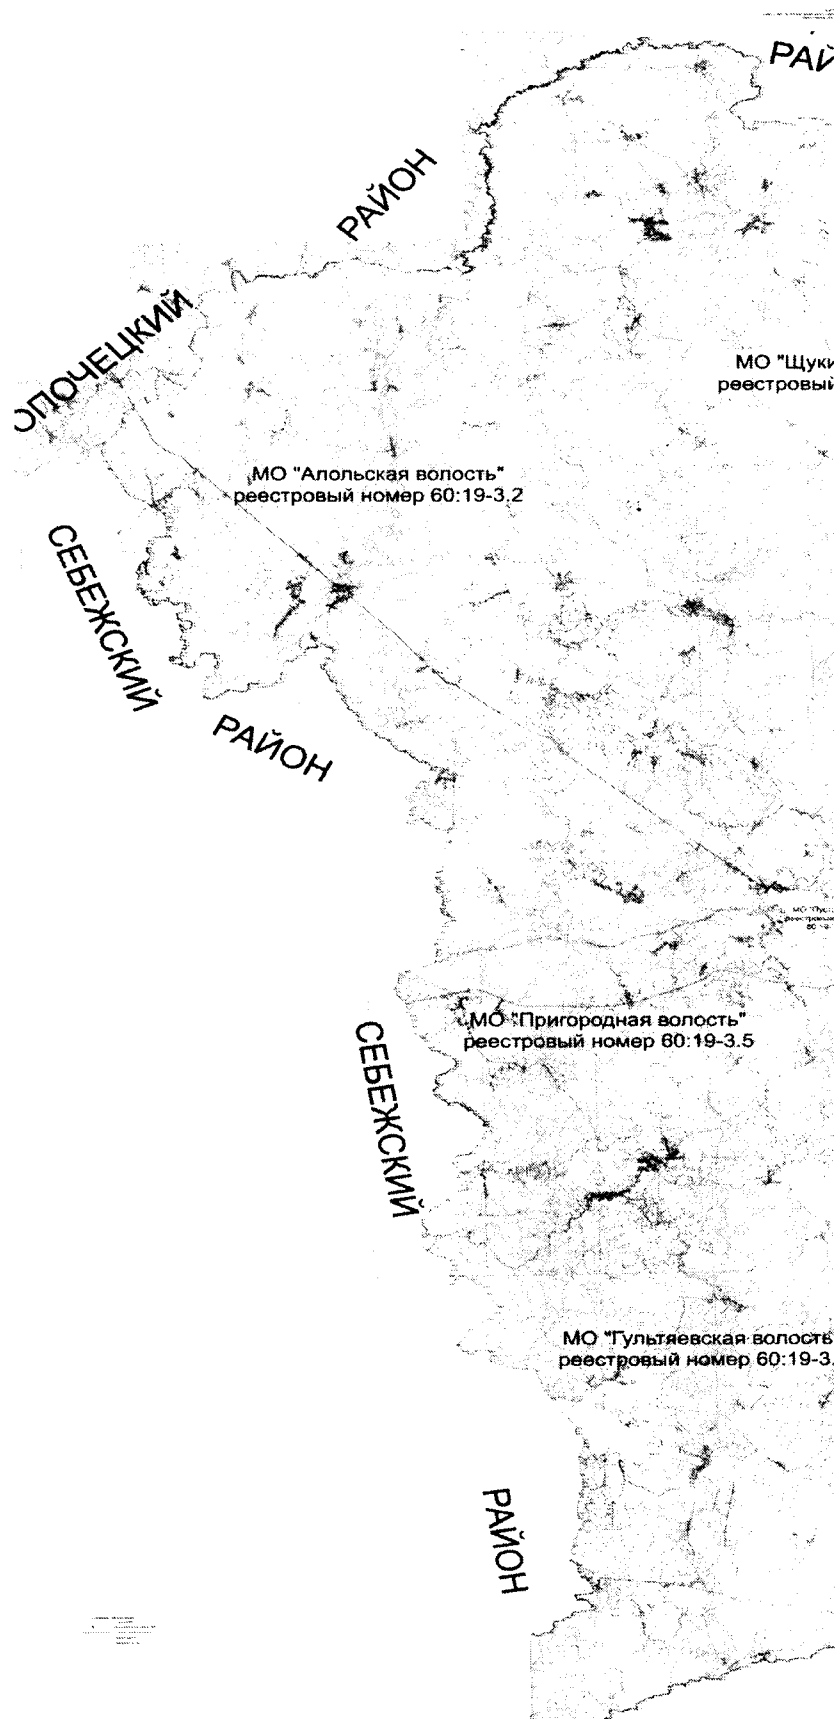 РАЙ
РАЙОН
ОПОЧЕЦКИЙ
МО "Щуки
реестровый
МО "Алольская волость"
реестровый номер 60:19-3.2
СЕБЕЖСКИЙ
РАЙОН
МО "Пригородная волость"
реестровый номер 60:19-3.5
СЕБЕЖСКИЙ
МО "Гультяевская волость
реестровый номер 60:19-3.
РАЙОН